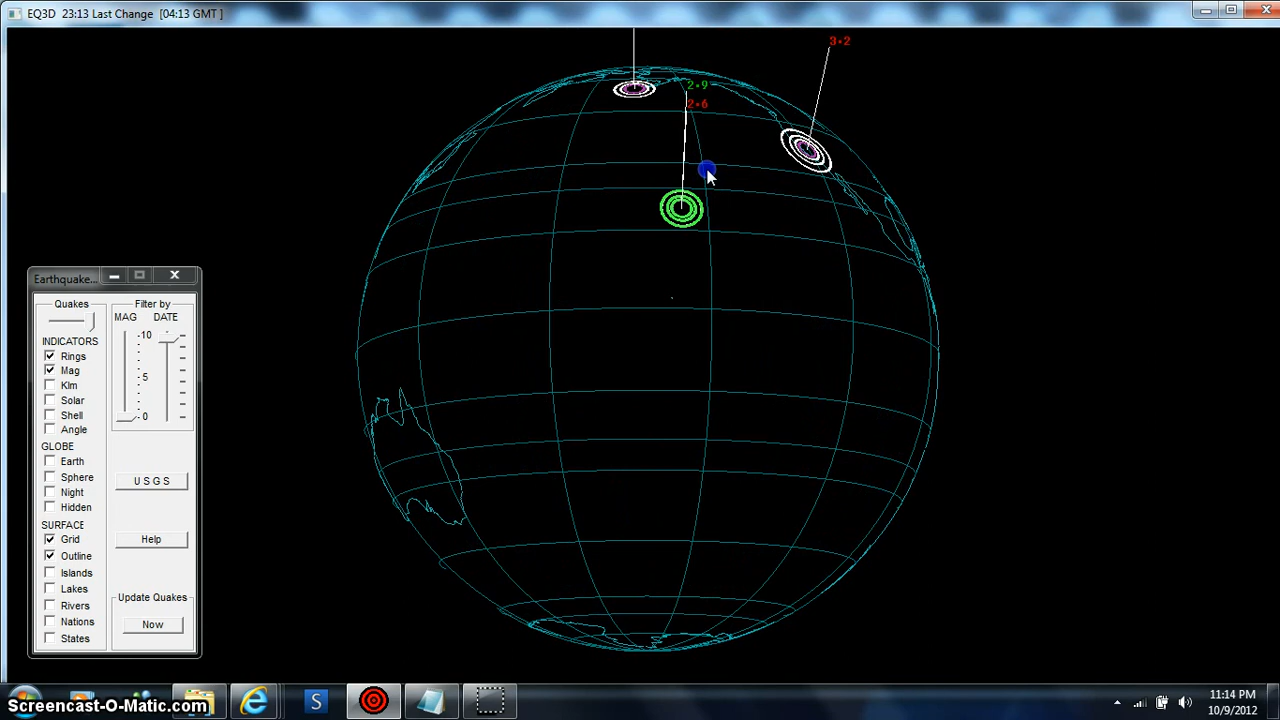 EQ3D 23:13 Last Change [04:13 GMT ]
3.2
2.9
2.6
Earthquake...
Quakes
Filter by
MAG DATE
-10
-5
-0
INDICATORS
Rings
Mag
Klm
Solar
Shell
Angle
GLOBE
Earth
Sphere
Night
Hidden
SURFACE
Grid
Outline
Islands
Lakes
Rivers
Nations
States
U S G S
Help
Update Quakes
Now
Screencast-O-Matic.com
S
11:14 PM
10/9/2012